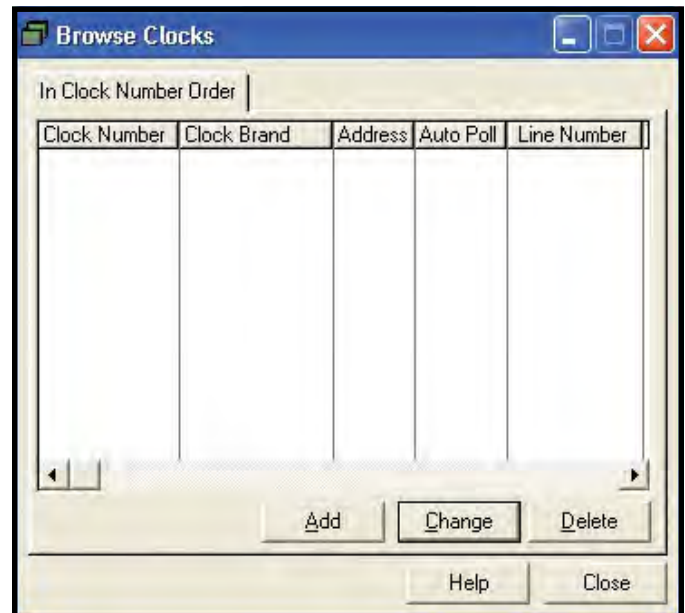 Browse Clocks
In Clock Number Order
Clock Number Clock Brand Address Auto Poll Line Number
Add Change Delete
Help Close